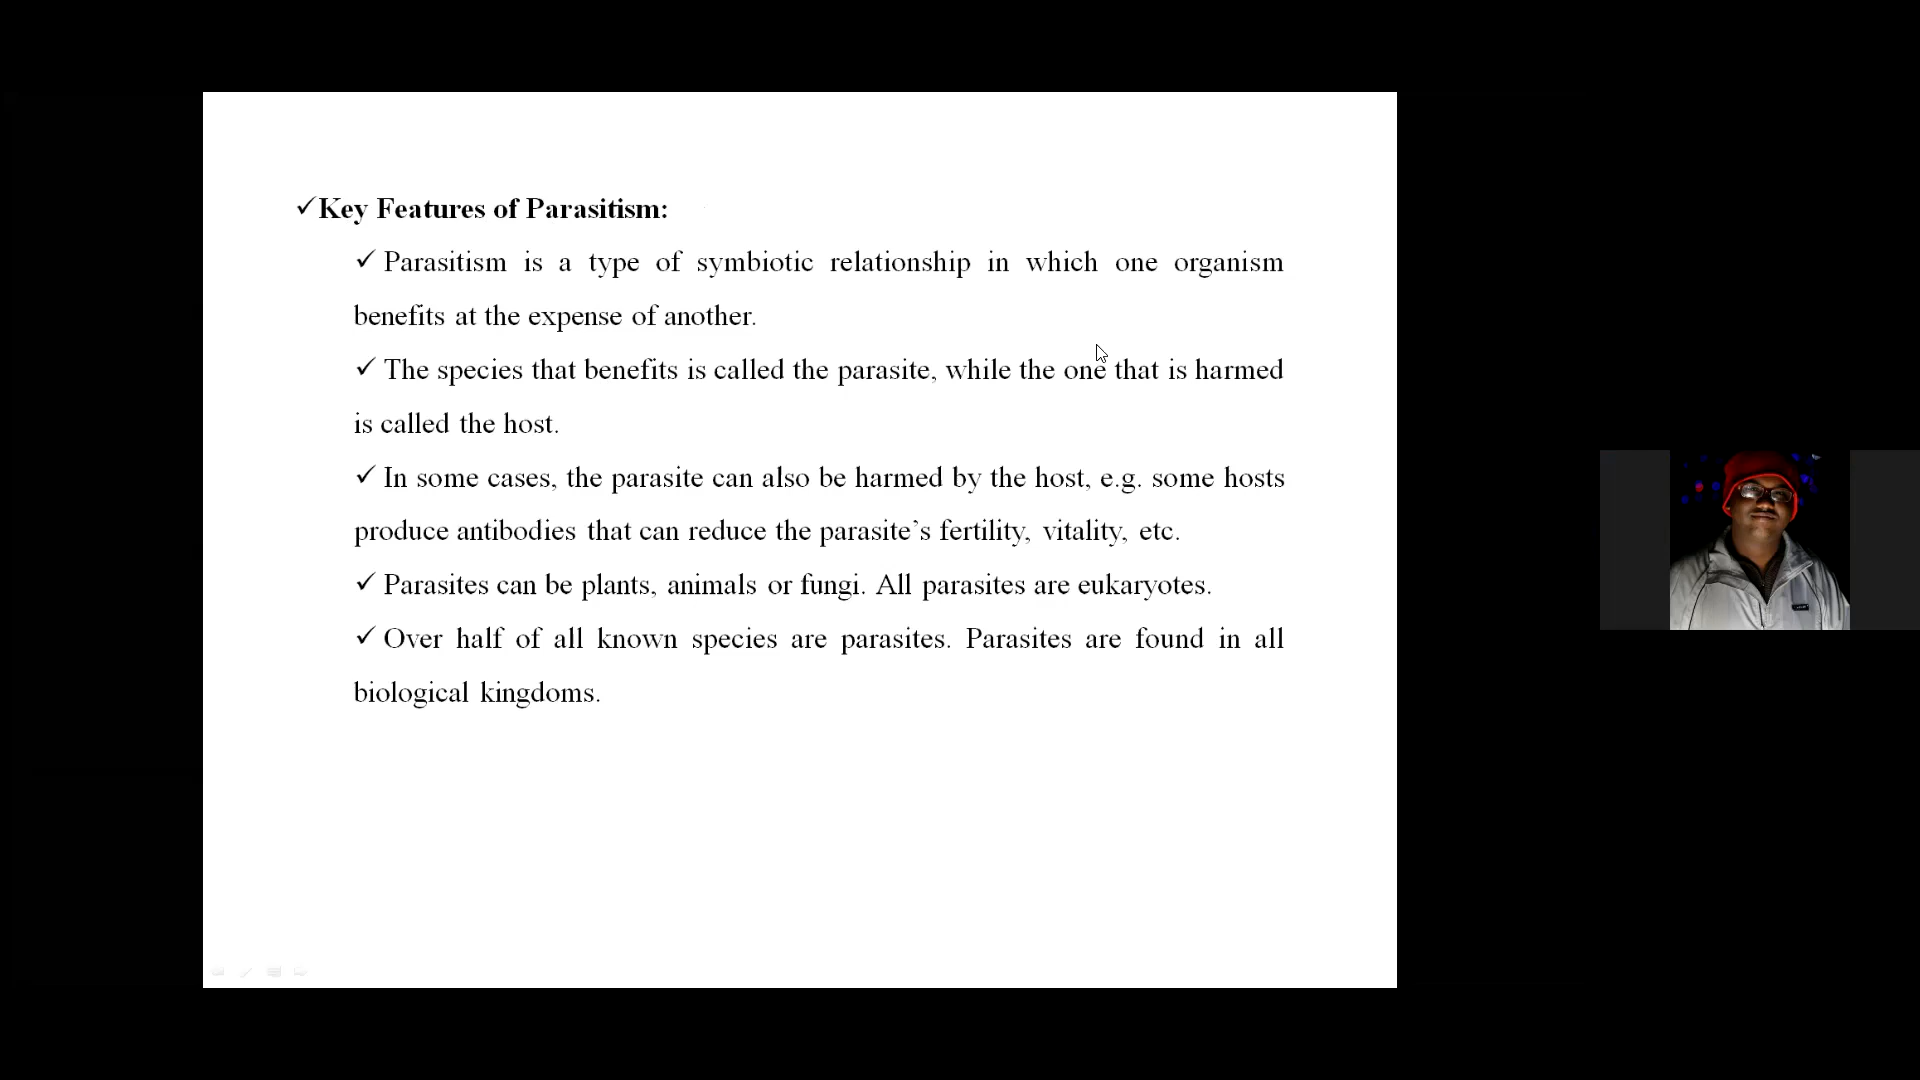 ✓Key Features of Parasitism:
✓ Parasitism is a type of symbiotic relationship in which one organism
benefits at the expense of another.
✓ The species that benefits is called the parasite, while the one that is harmed
is called the host.
✓ In some cases, the parasite can also be harmed by the host, e.g. some hosts
produce antibodies that can reduce the parasite’s fertility, vitality, etc.
✓ Parasites can be plants, animals or fungi. All parasites are eukaryotes.
✓ Over half of all known species are parasites. Parasites are found in all
biological kingdoms.